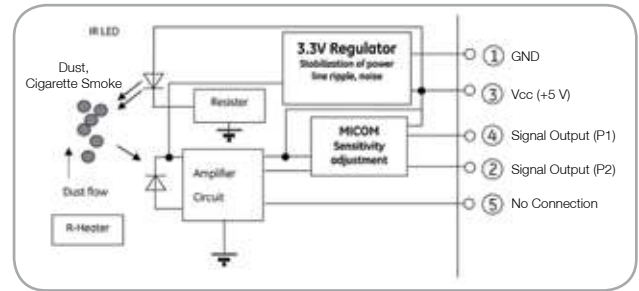 IR LED
Dust,
Cigarette Smoke
Dust flow
R-Heater
3.3V Regulator
Stabilization of power
line ripple, noise
Resister
MICOM
Sensitivity
adjustment
Amplifier
Circuit
1 GND
3 Vcc (+5 V)
4 Signal Output (P1)
2 Signal Output (P2)
5 No Connection